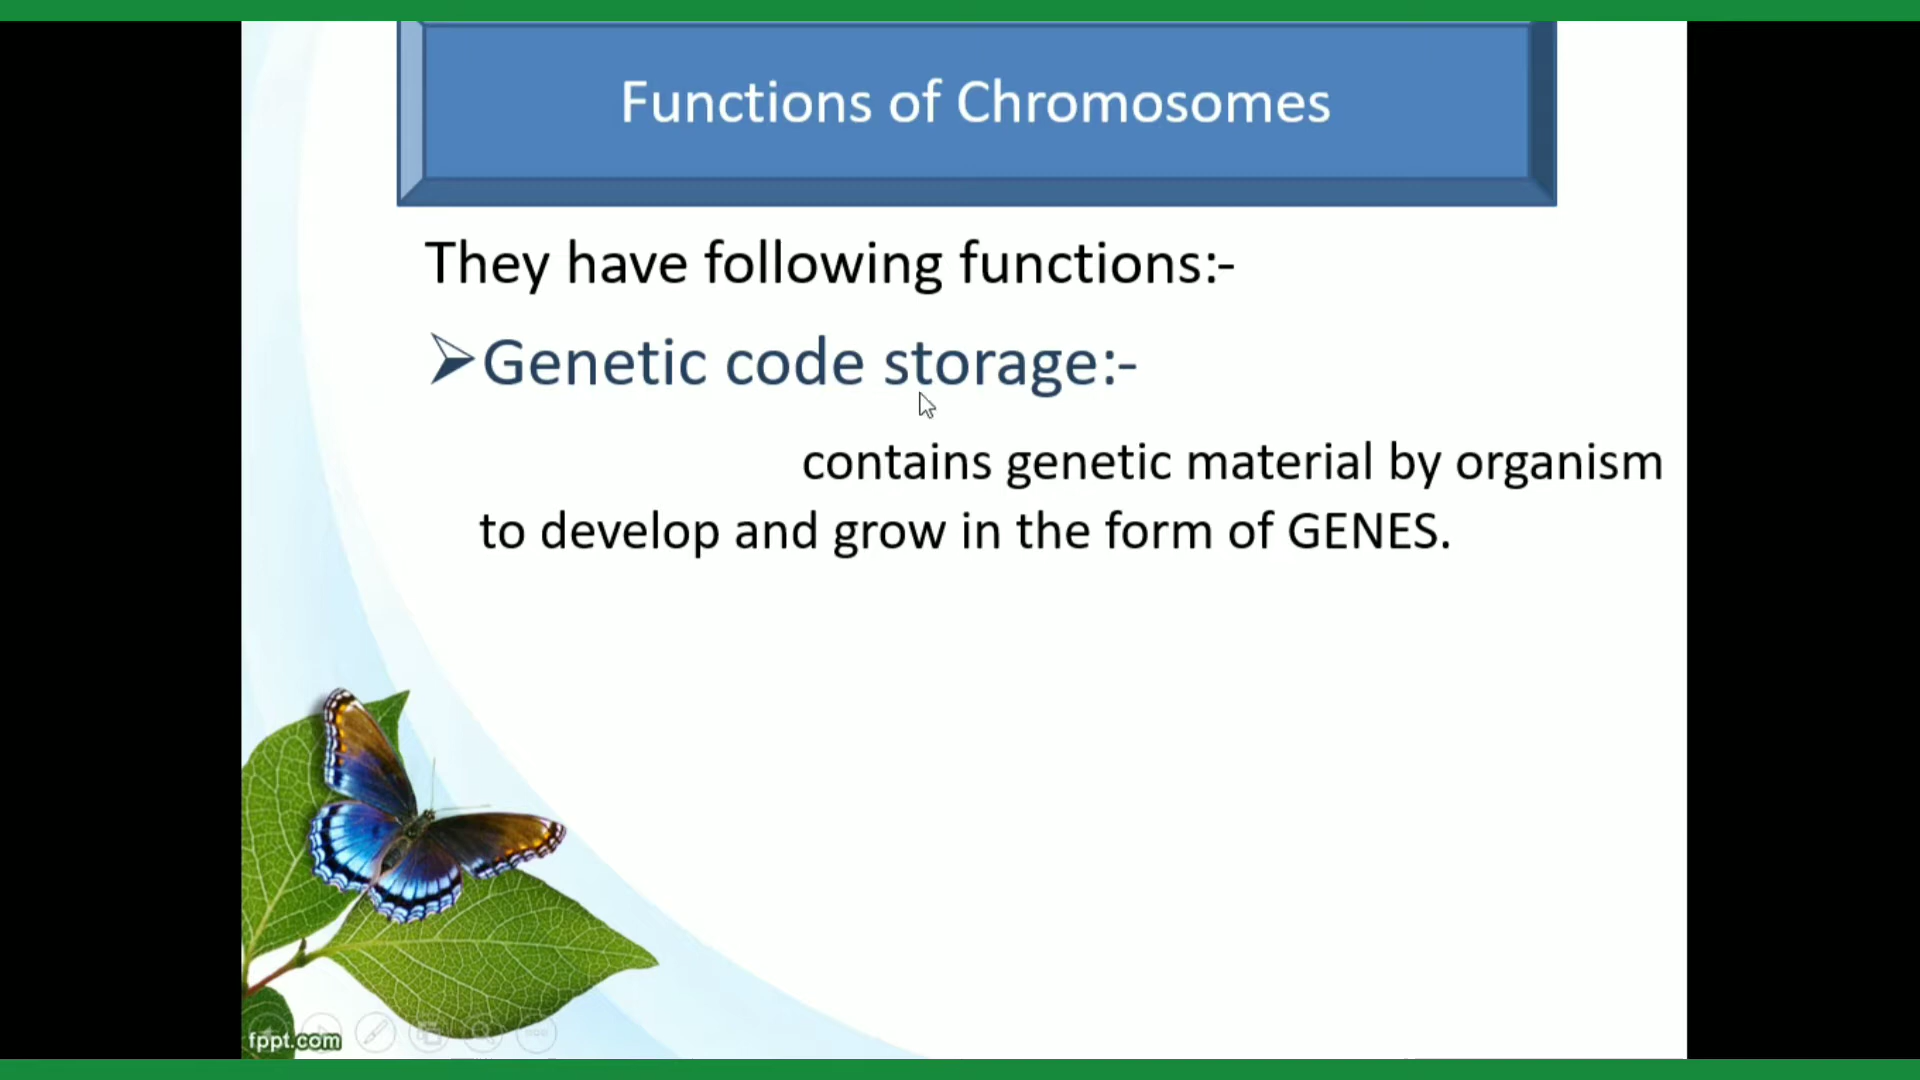 Functions of Chromosomes
They have following functions:-
Genetic code storage:-
contains genetic material by organism
to develop and grow in the form of GENES.
fppt.com